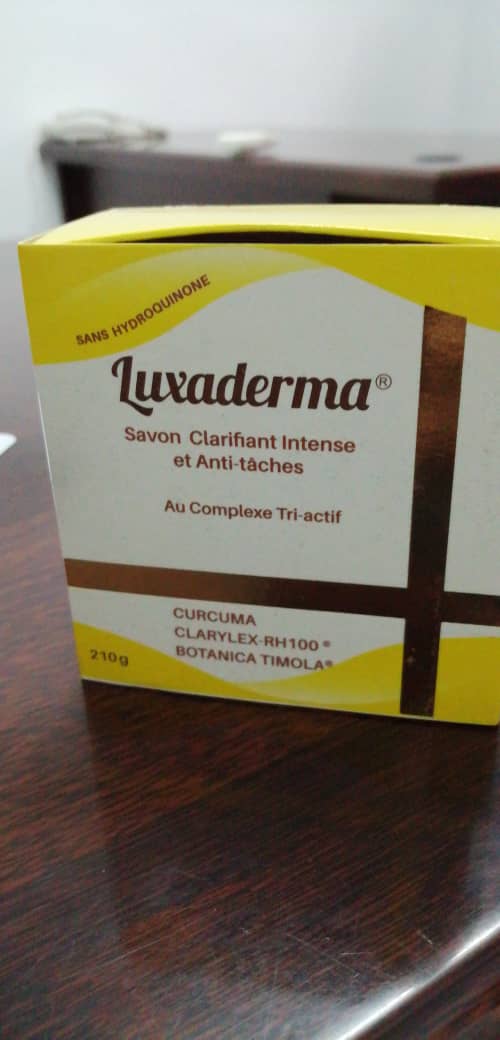 SANS HYDROQUINONE
Luxaderma®
Savon Clarifiant Intense
et Anti-tâches
Au Complexe Tri-actif
CURCUMA
CLARYLEX-RH100®
BOTANICA TIMOLA®
210g